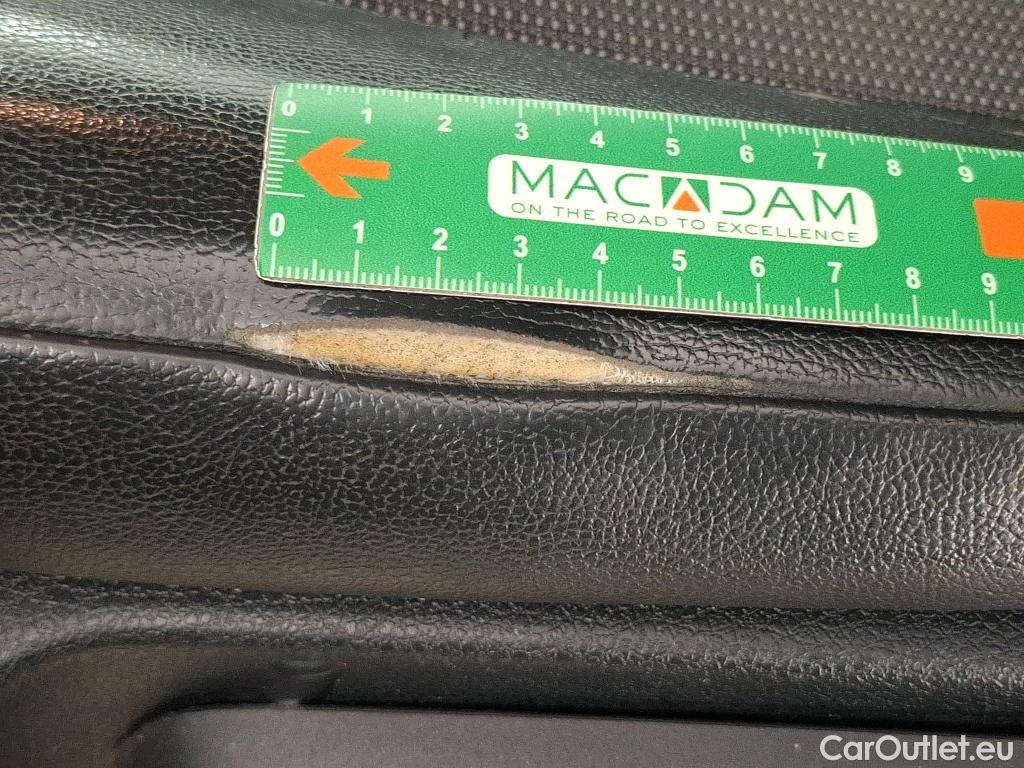 0 1 2 3 4 5 6 7 8 9
MACADAM
ON THE ROAD TO EXCELLENCE
0 1 2 3 4 5 6 7 8 9
CarOutlet.eu